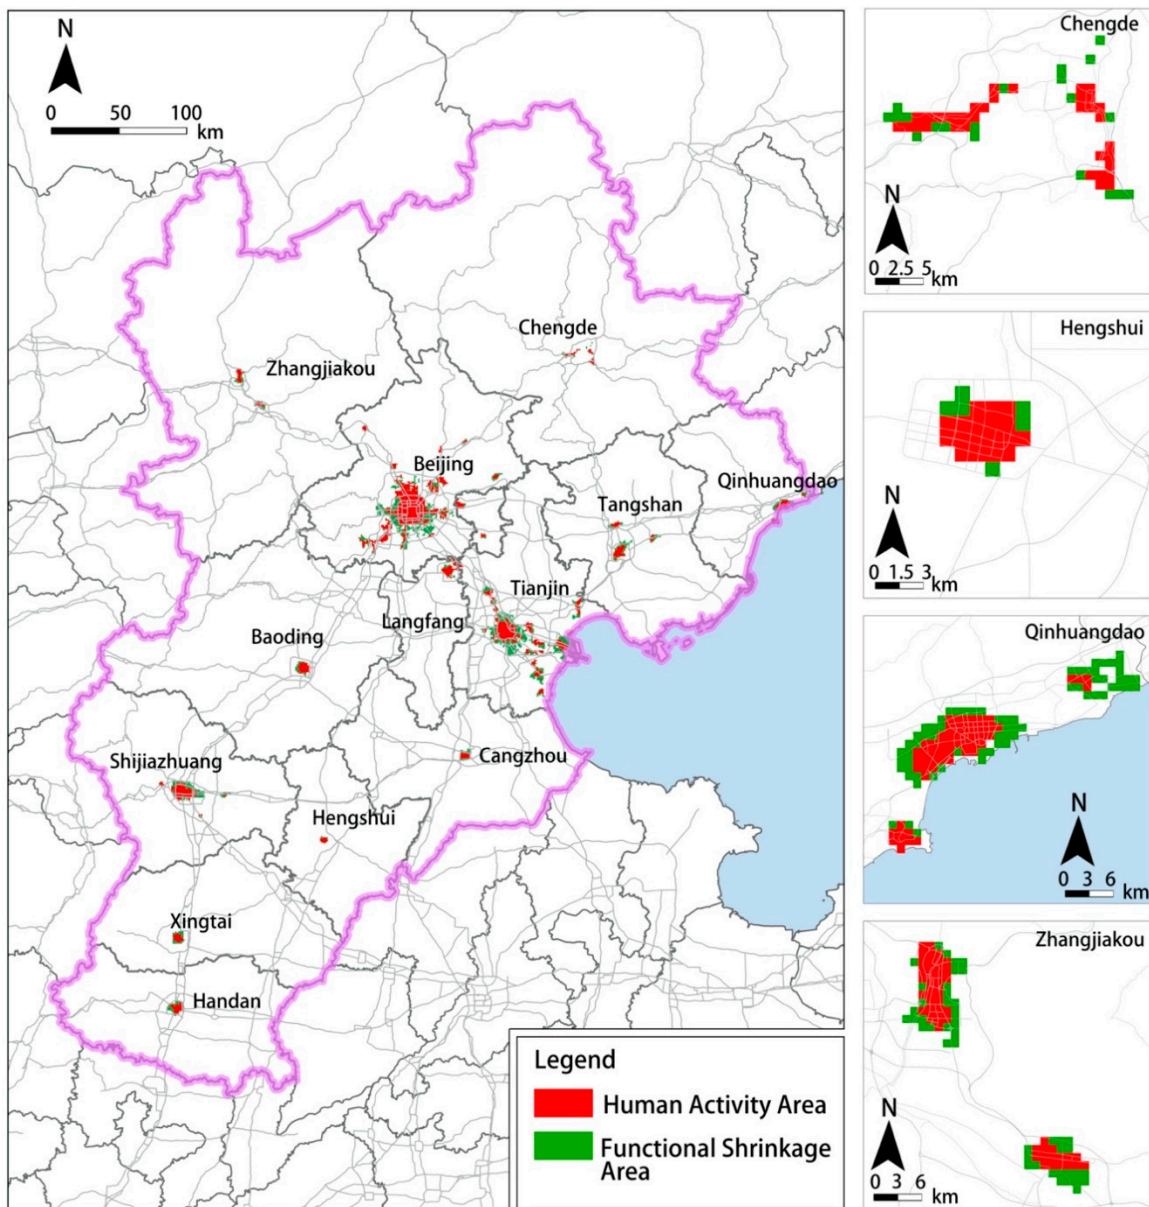 N
0 50 100
km
Chengde
Zhangjiakou
Beijing
Qinhuangdao
Tangshan
Tianjin
Langfang
Baoding
Shijiazhuang
Cangzhou
Hengshui
Xingtai
Handan
Legend
Human Activity Area
Functional Shrinkage
Area
Chengde
N
0 2.5 5
km
Hengshui
N
0 1.5 3
km
Qinhuangdao
N
0 3 6
km
Zhangjiakou
N
0 3 6
km